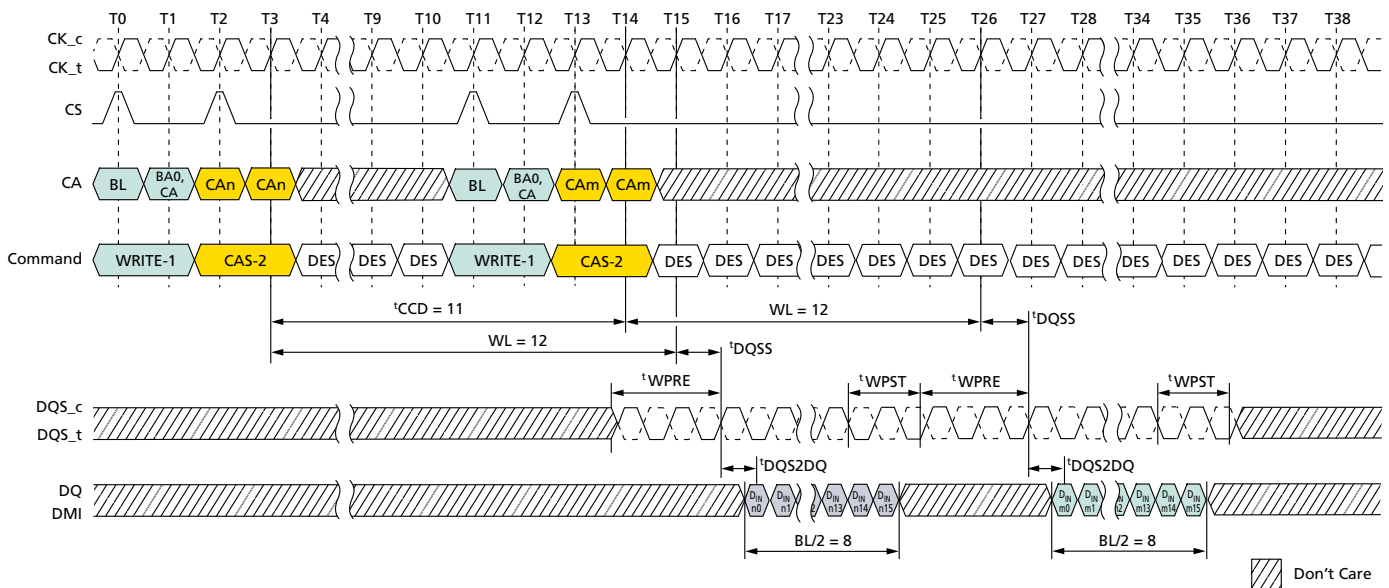 T0 T1 T2 T3 T4 T9 T10 T11 T12 T13 T14 T15 T16 T17 T23 T24 T25 T26 T27 T28 T34 T35 T36 T37 T38
CK_c
CK_t
CS
CA BL BA0, CA CAn CAn BL BA0, CA CAm CAm
Command WRITE-1 CAS-2 DES DES DES WRITE-1 CAS-2 DES DES DES DES DES DES DES DES DES DES DES DES DES DES
tCCD = 11 WL = 12 tDQSS
WL = 12 tDQSS
tWPRE tWPST tWPRE tWPST
DQS_c
DQS_t
tDQS2DQ tDQS2DQ
DQ DIN n0 DIN n1 DIN n13 DIN n14 DIN n15 DIN m0 DIN m1 DIN m13 DIN m14 DIN m15
DMI
BL/2 = 8 BL/2 = 8
Don't Care